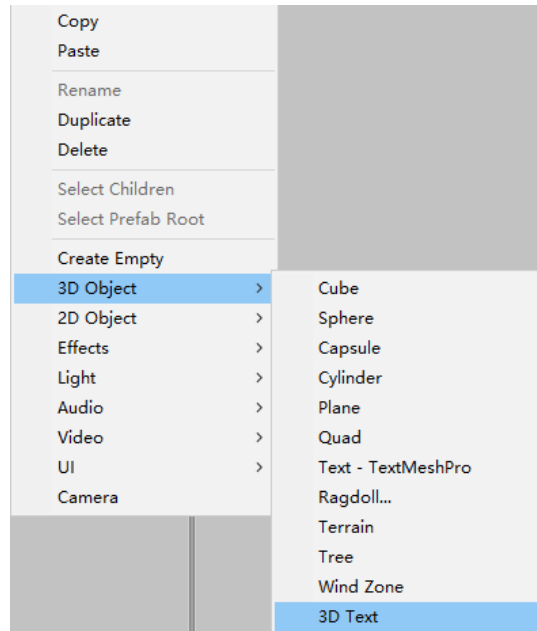 Copy
Paste
Rename
Duplicate
Delete
Select Children
Select Prefab Root
Create Empty
3D Object
2D Object
Effects
Light
Audio
Video
UI
Camera
Cube
Sphere
Capsule
Cylinder
Plane
Quad
Text - TextMeshPro
Ragdoll...
Terrain
Tree
Wind Zone
3D Text